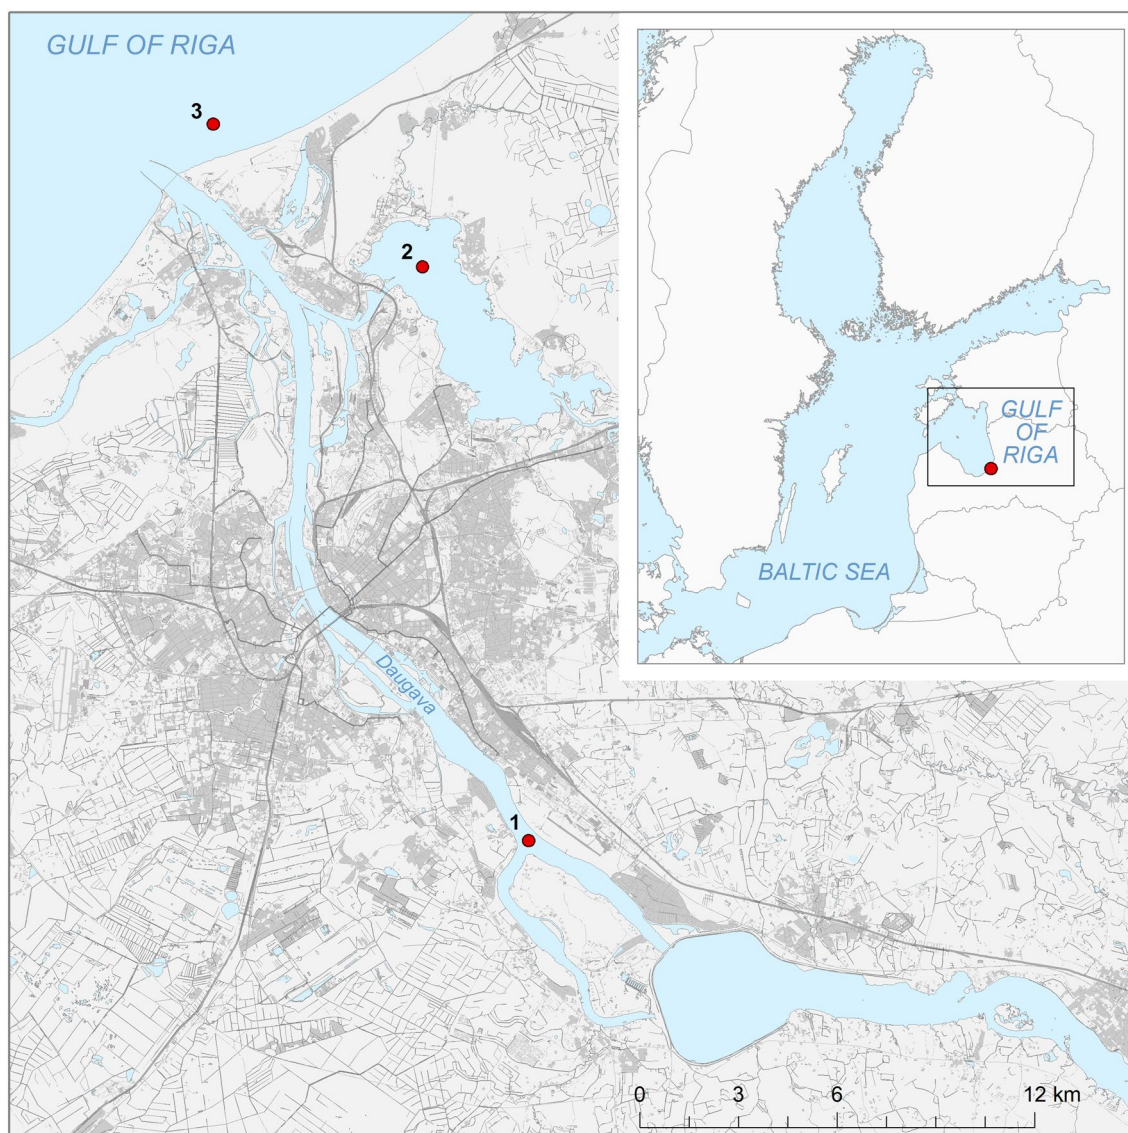 GULF OF RIGA
3
2
GULF
OF
RIGA
BALTIC SEA
Daugava
1
0 3 6 12 km